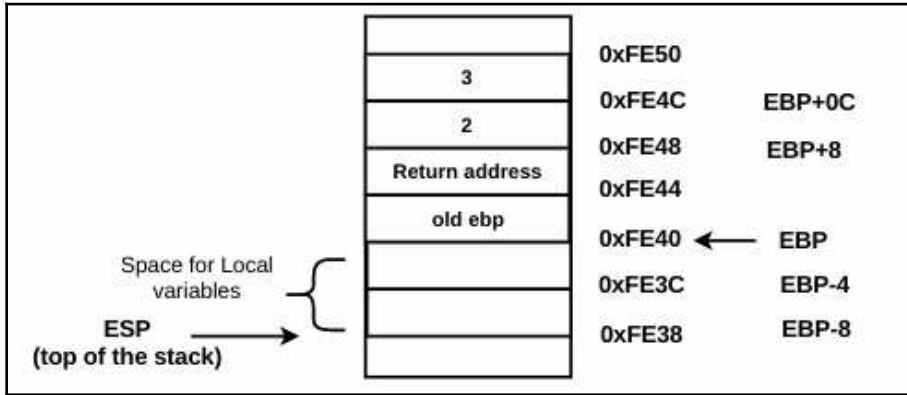 0xFE50
3
0xFE4C EBP+0C
2
0xFE48 EBP+8
Return address
0xFE44
old ebp
0xFE40 EBP
Space for Local
variables
0xFE3C EBP-4
ESP
(top of the stack)
0xFE38 EBP-8